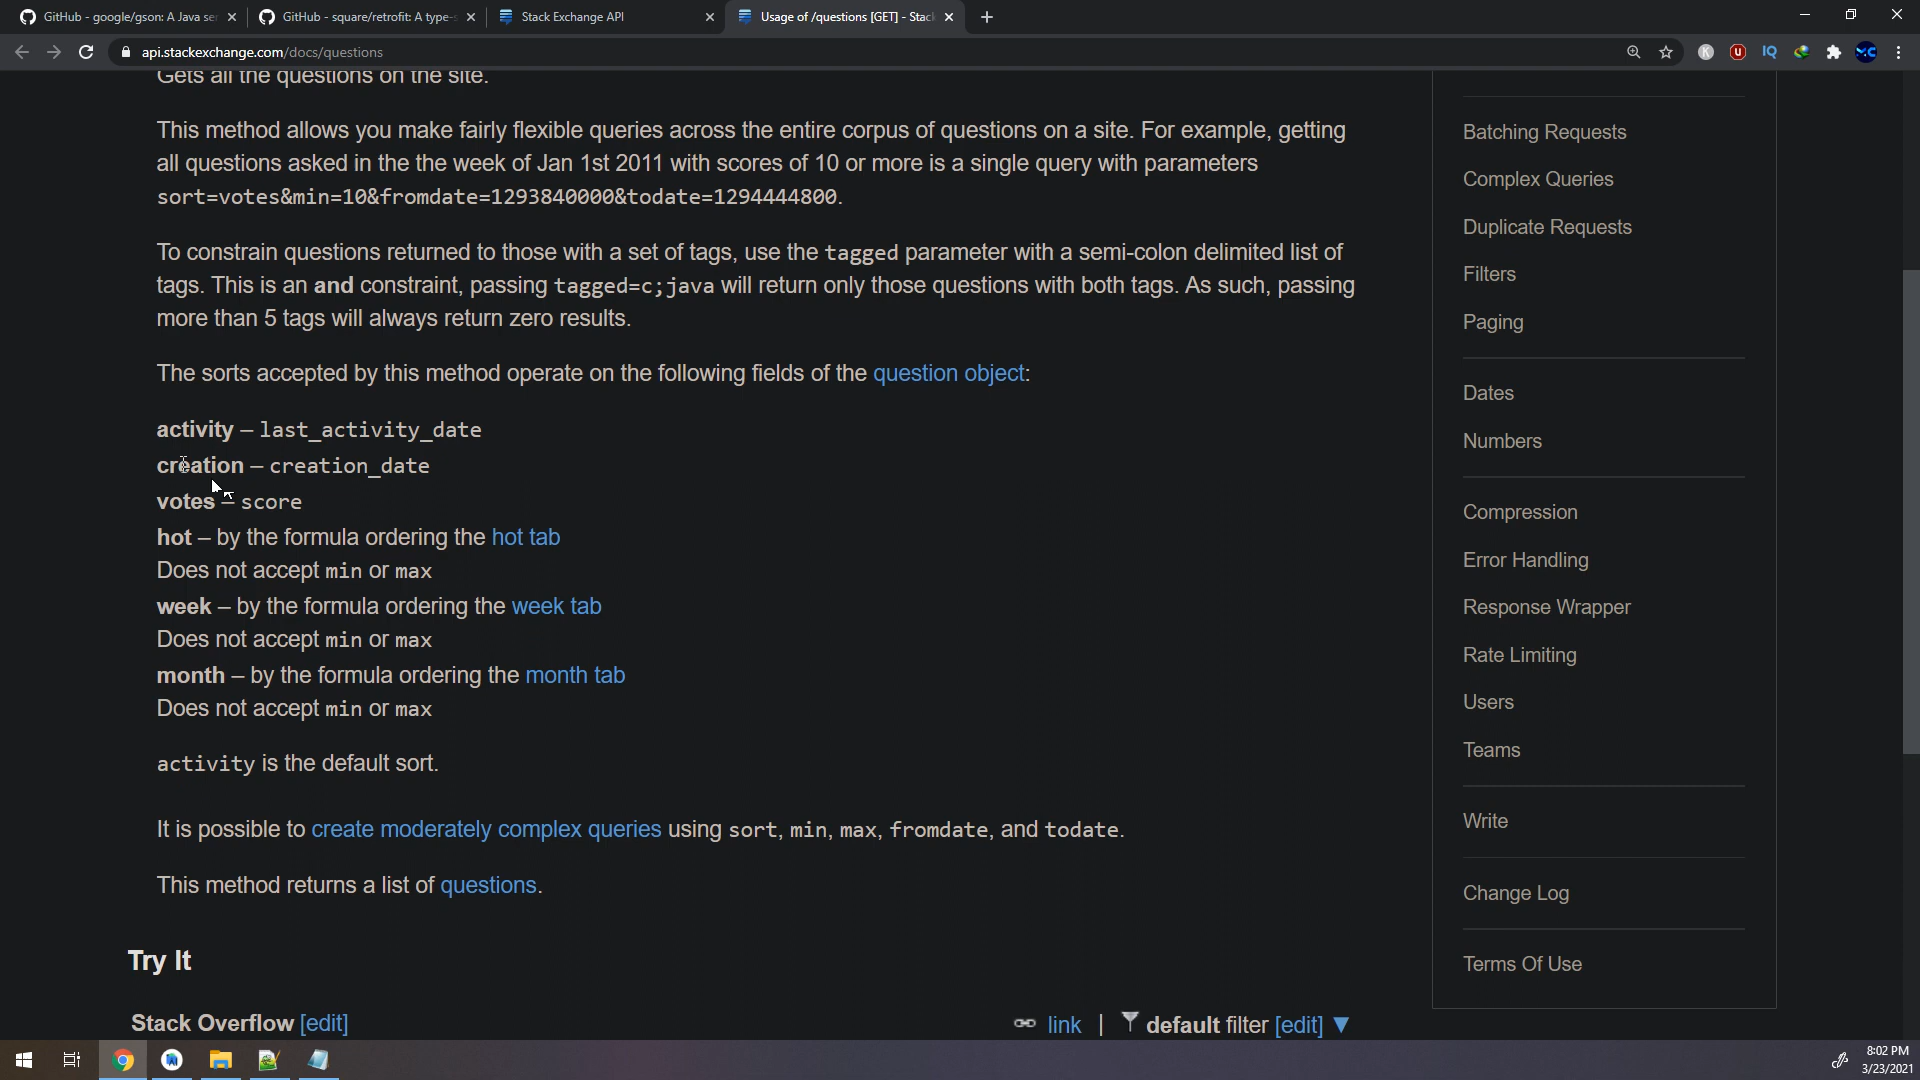 GitHub - google/gson: A Java ser
GitHub - square/retrofit: A type-s
Stack Exchange API
Usage of /questions [GET] - Stack
api.stackexchange.com/docs/questions
Gets all the questions on the site.
This method allows you make fairly flexible queries across the entire corpus of questions on a site. For example, getting
all questions asked in the the week of Jan 1st 2011 with scores of 10 or more is a single query with parameters
sort=votes&min=10&fromdate=1293840000&todate=1294444800.
To constrain questions returned to those with a set of tags, use the tagged parameter with a semi-colon delimited list of
tags. This is an and constraint, passing tagged=c;java will return only those questions with both tags. As such, passing
more than 5 tags will always return zero results.
The sorts accepted by this method operate on the following fields of the question object:
activity – last_activity_date
creation – creation_date
votes – score
hot – by the formula ordering the hot tab
Does not accept min or max
week – by the formula ordering the week tab
Does not accept min or max
month – by the formula ordering the month tab
Does not accept min or max
activity is the default sort.
It is possible to create moderately complex queries using sort, min, max, fromdate, and todate.
This method returns a list of questions.
Try It
Stack Overflow [edit]
link | default filter [edit] ▼
Batching Requests
Complex Queries
Duplicate Requests
Filters
Paging
Dates
Numbers
Compression
Error Handling
Response Wrapper
Rate Limiting
Users
Teams
Write
Change Log
Terms Of Use
8:02 PM
3/23/2021